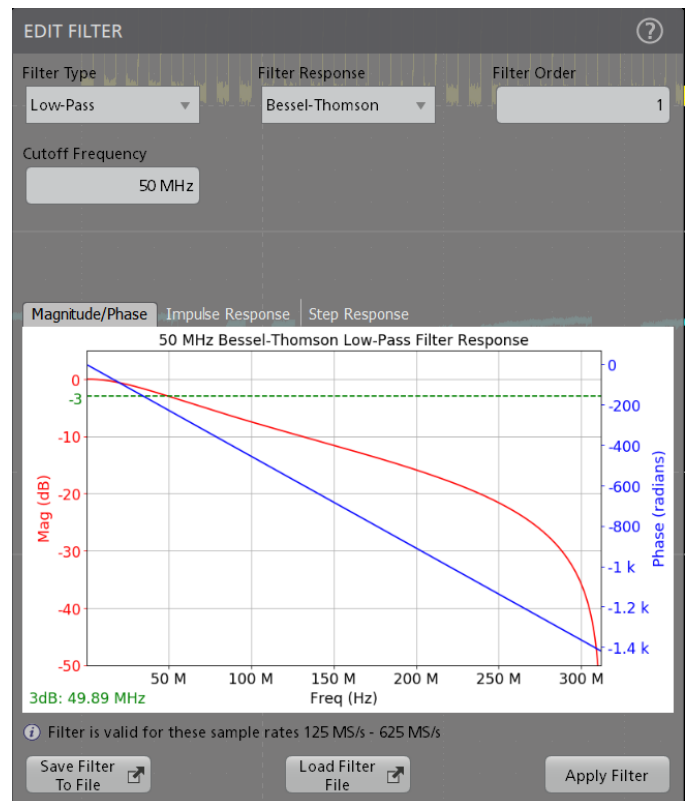 EDIT FILTER
?
Filter Type
Filter Response
Filter Order
Low-Pass
Bessel-Thomson
1
Cutoff Frequency
50 MHz
Magnitude/Phase
Impulse Response
Step Response
50 MHz Bessel-Thomson Low-Pass Filter Response
0
-3
-10
-20
-30
-40
-50
Mag (dB)
0
-200
-400
-600
-800
-1 k
-1.2 k
-1.4 k
Phase (radians)
50 M
100 M
150 M
200 M
250 M
300 M
3dB: 49.89 MHz
Freq (Hz)
i
Filter is valid for these sample rates 125 MS/s - 625 MS/s
Save Filter
To File
Load Filter
File
Apply Filter